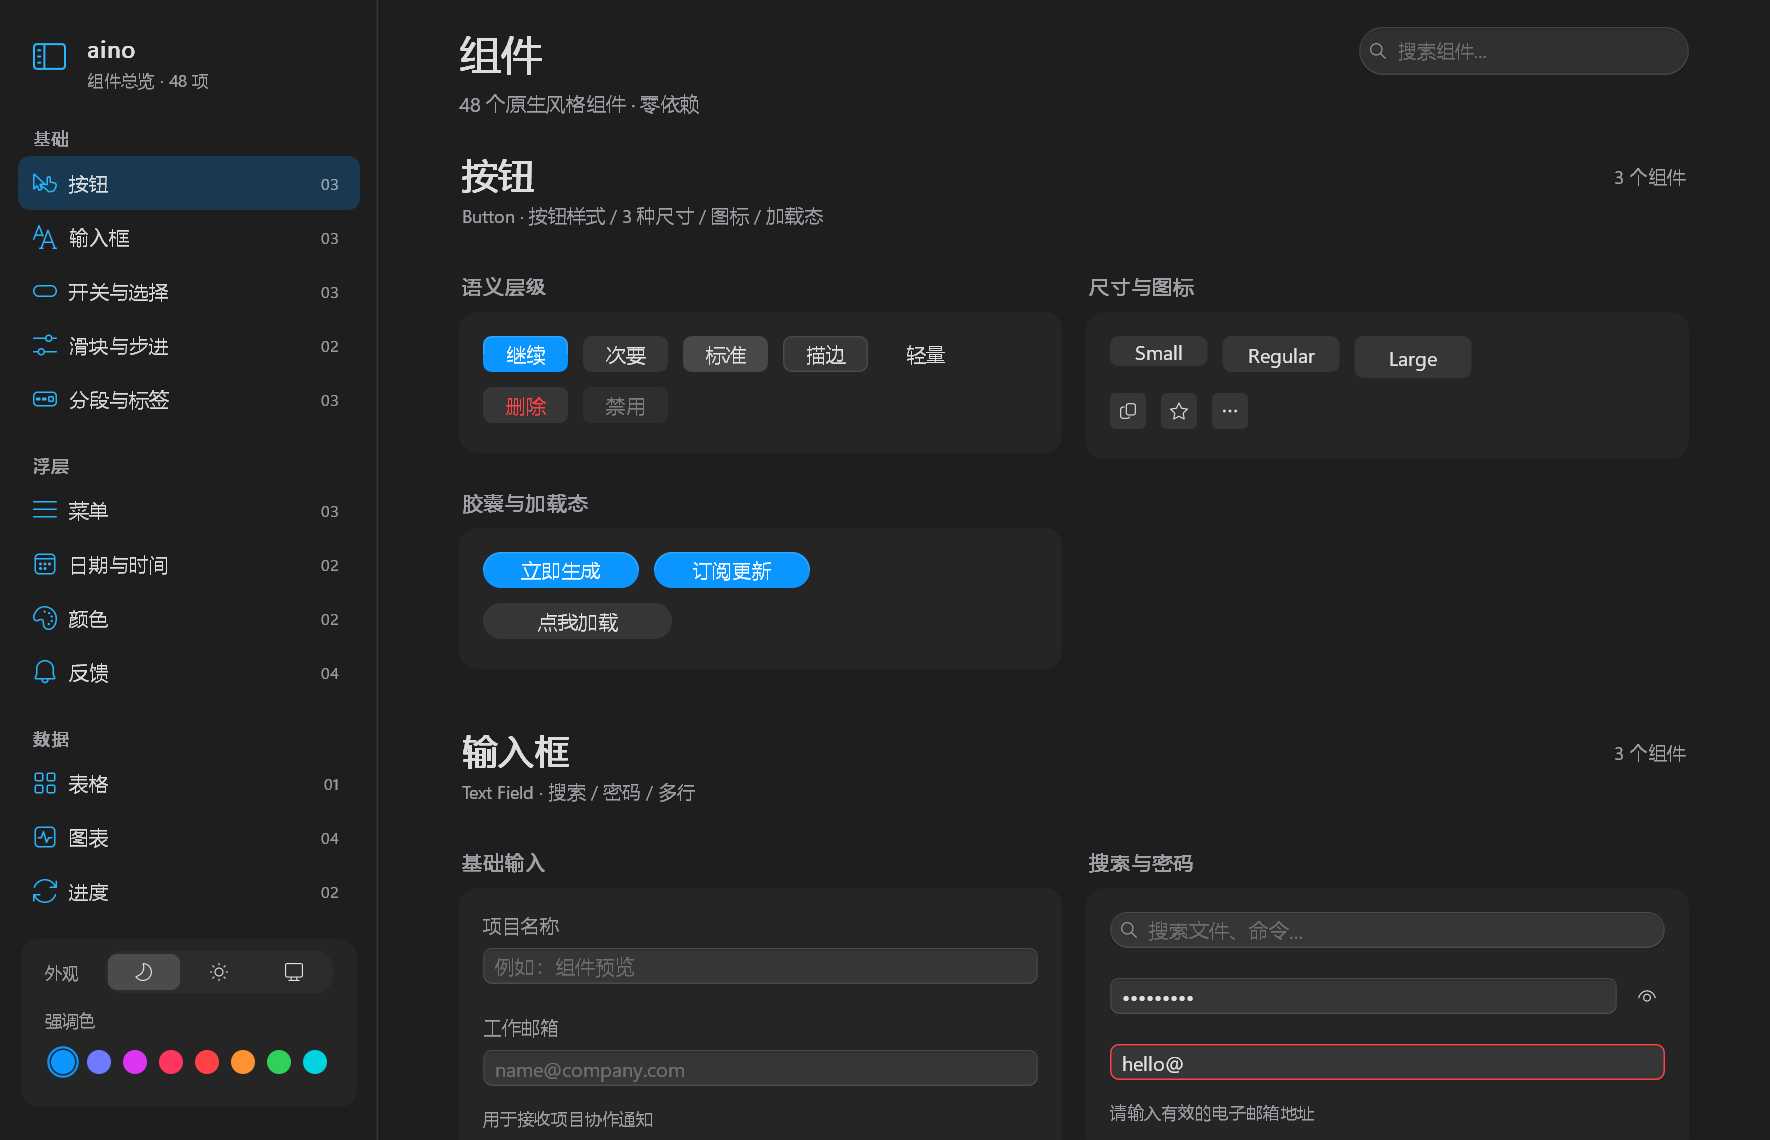 aino
组件总览 · 48 项
基础
按钮 03
输入框 03
开关与选择 03
滑块与步进 02
分段与标签 03
浮层
菜单 03
日期与时间 02
颜色 02
反馈 04
数据
表格 01
图表 04
进度 02
外观
强调色
组件
搜索组件...
48 个原生风格组件 · 零依赖
按钮
3 个组件
Button · 按钮样式 / 3 种尺寸 / 图标 / 加载态
语义层级
继续 次要 标准 描边 轻量
删除 禁用
尺寸与图标
Small Regular Large
胶囊与加载态
立即生成 订阅更新
点我加载
输入框
3 个组件
Text Field · 搜索 / 密码 / 多行
基础输入
项目名称
例如：组件预览
工作邮箱
name@company.com
用于接收项目协作通知
搜索与密码
搜索文件、命令...
•••••••••
hello@
请输入有效的电子邮箱地址